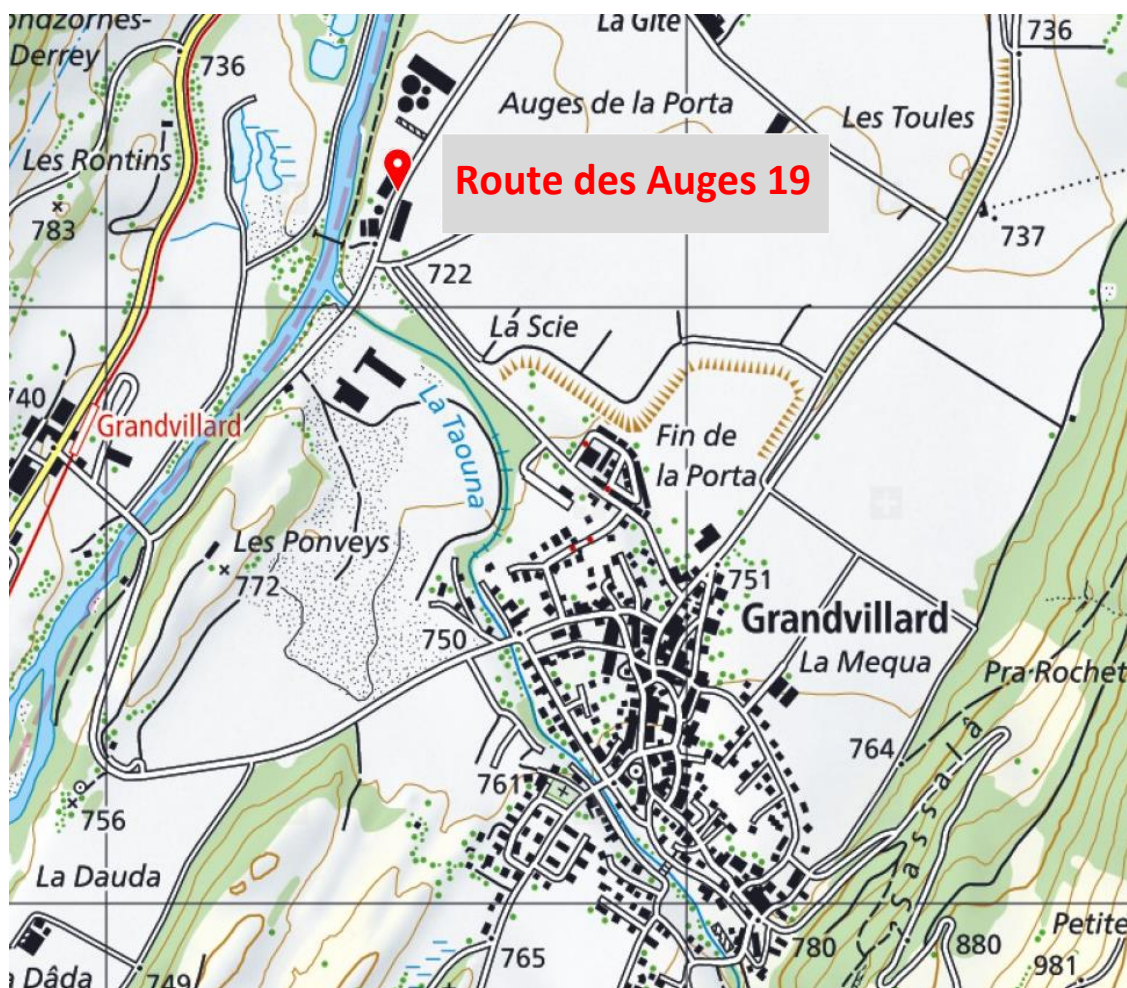 ondzornes-
Derrey
736
La Gîte
736
Auges de la Porta
Les Toules
Les Rontins
Route des Auges 19
783
737
722
La Scie
740
Grandvillard
La Taouna
Fin de
la Porta
Les Ponveys
772
751
750
Grandvillard
La Mequa
Pra-Rochet
764
761
756
Sassalâ
La Dauda
Petite
780
880
765
981
a Dâda
749